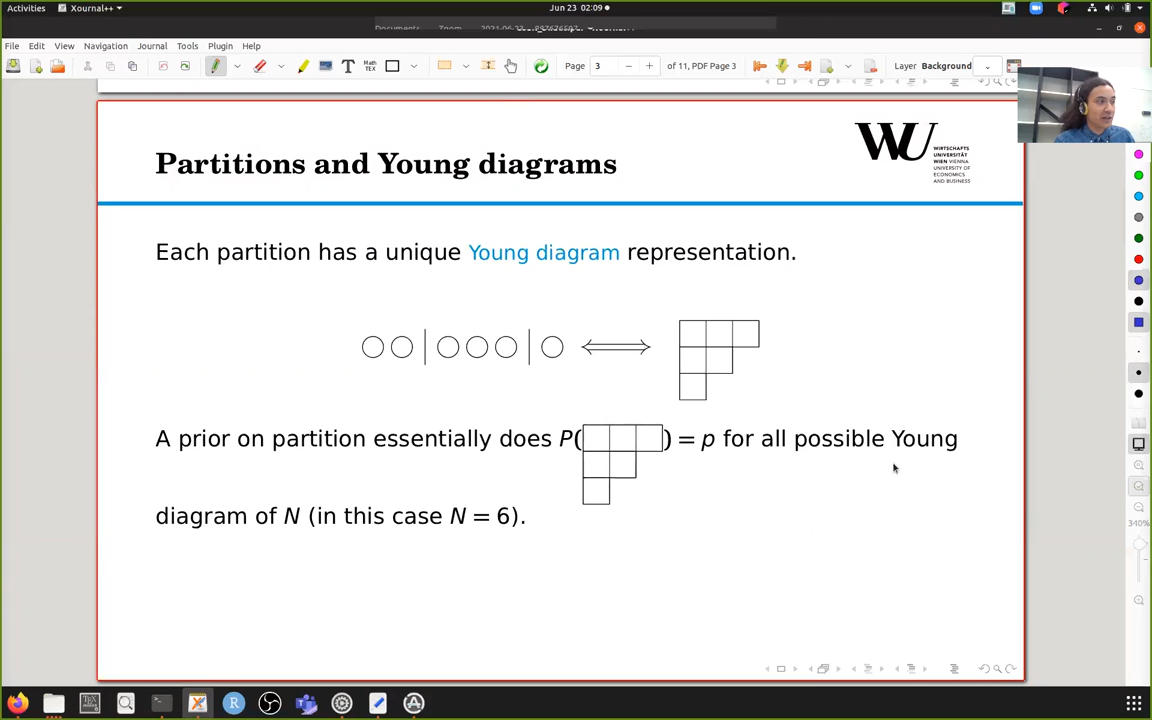 Activities Xournal++ Jun 23 02:09
File Edit View Navigation Journal Tools Plugin Help
Page 3 of 11, PDF Page 3 Layer Background
Partitions and Young diagrams
WU WIRTSCHAFTS
UNIVERSITÄT
WIEN VIENNA
UNIVERSITY OF
ECONOMICS
AND BUSINESS
Each partition has a unique Young diagram representation.
A prior on partition essentially does P( ) = p for all possible Young
diagram of N (in this case N = 6).
340%